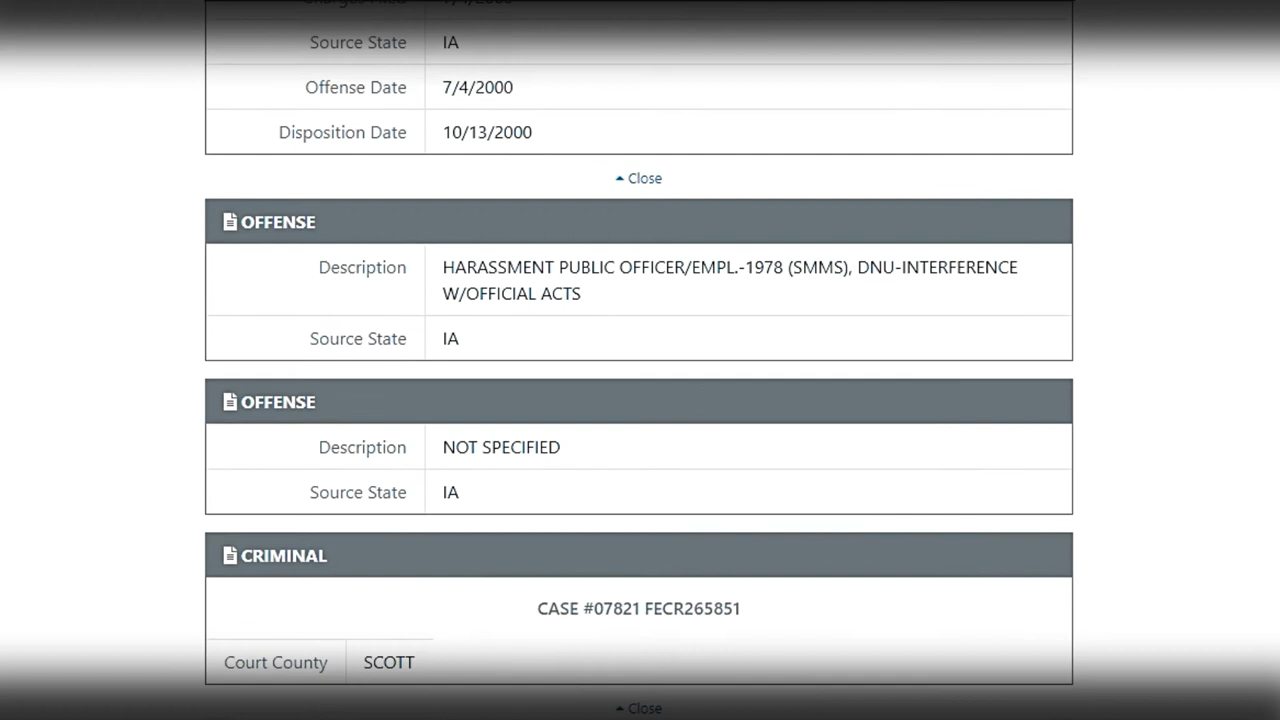 Source State IA
Offense Date 7/4/2000
Disposition Date 10/13/2000
Close
OFFENSE
Description HARASSMENT PUBLIC OFFICER/EMPL.-1978 (SMMS), DNU-INTERFERENCE
W/OFFICIAL ACTS
Source State IA
OFFENSE
Description NOT SPECIFIED
Source State IA
CRIMINAL
CASE #07821 FECR265851
Court County SCOTT
Close